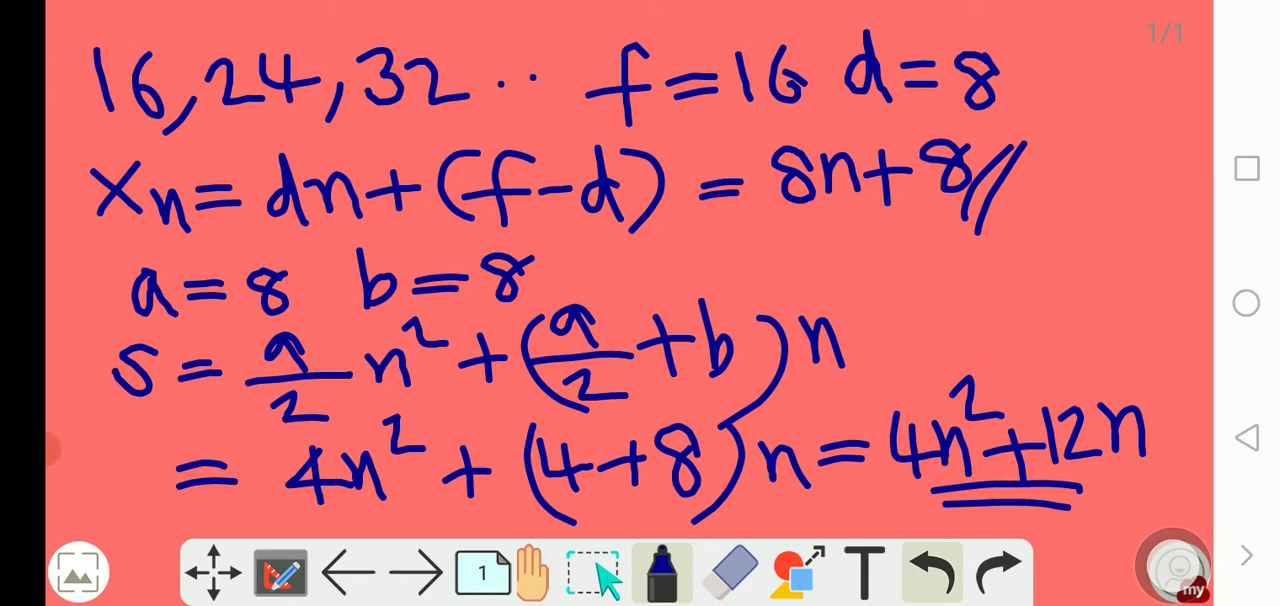 1/1
16, 24, 32 .. f = 16 d = 8
xn = dn + (f - d) = 8n + 8//
a = 8 b = 8
S = a/2 n² + (a/2 + b) n
= 4n² + (4 + 8) n = 4n² + 12n
1 T
my